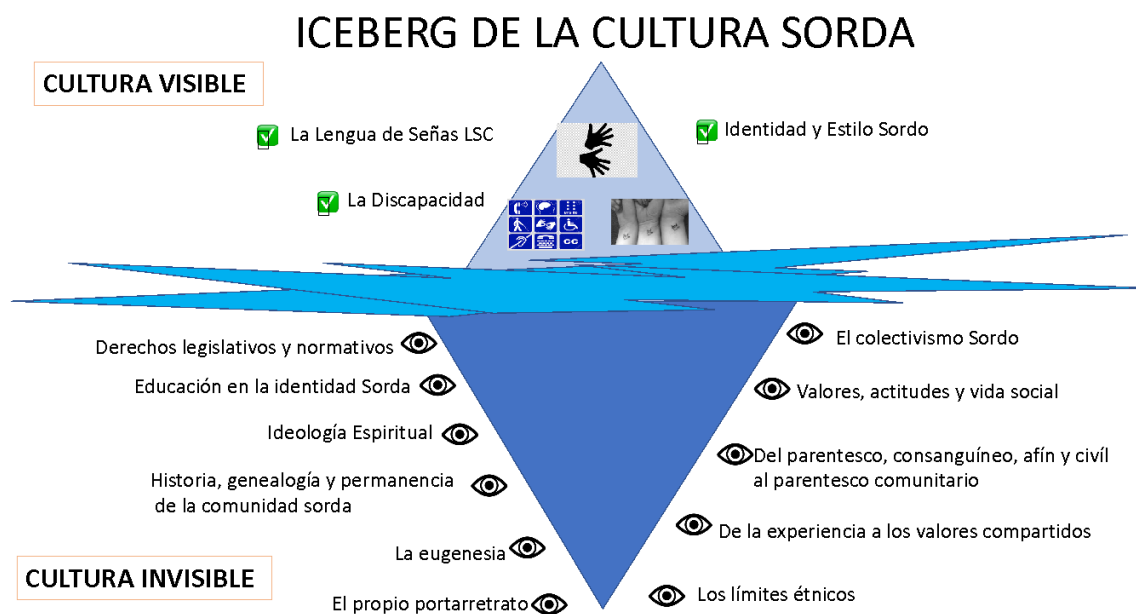 ICEBERG DE LA CULTURA SORDA
CULTURA VISIBLE
La Lengua de Señas LSC
Identidad y Estilo Sordo
La Discapacidad
CC
Derechos legislativos y normativos
El colectivismo Sordo
Educación en la identidad Sorda
Valores, actitudes y vida social
Ideología Espiritual
Del parentesco, consanguíneo, afín y civíl
al parentesco comunitario
Historia, genealogía y permanencia
de la comunidad sorda
De la experiencia a los valores compartidos
La eugenesia
CULTURA INVISIBLE
El propio portarretrato
Los límites étnicos